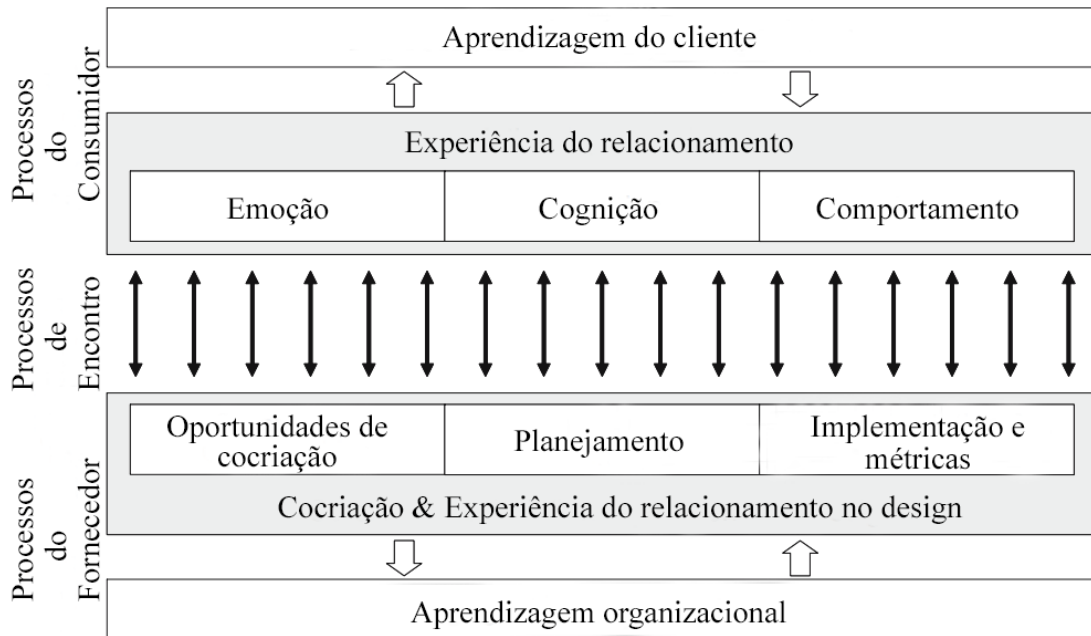 Aprendizagem do cliente
Processos
do
Consumidor
Experiência do relacionamento
Emoção
Cognição
Comportamento
Processos
de
Encontro
Oportunidades de
cocriação
Planejamento
Implementação e
métricas
Cocriação & Experiência do relacionamento no design
Processos
do
Fornecedor
Aprendizagem organizacional